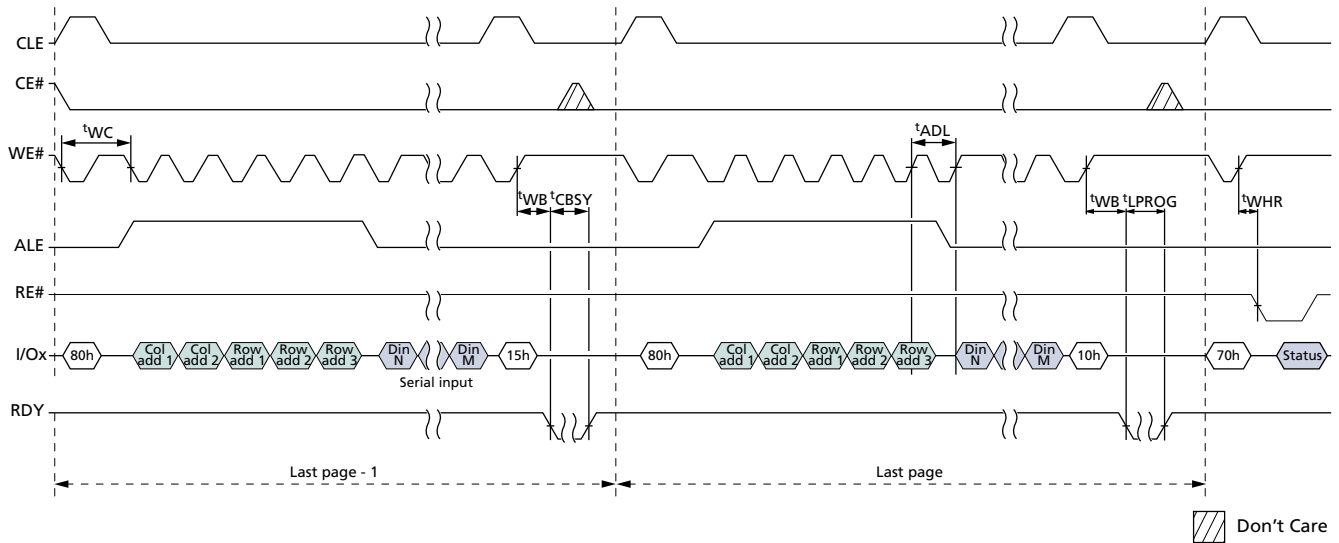 CLE
CE#
tWC
tADL
WE#
tWB tCBSY
tWB tLPROG
tWHR
ALE
RE#
I/Ox
80h
Col add 1
Col add 2
Row add 1
Row add 2
Row add 3
Din N
Din M
15h
80h
Col add 1
Col add 2
Row add 1
Row add 2
Row add 3
Din N
Din M
10h
70h
Status
Serial input
RDY
Last page - 1
Last page
Don't Care